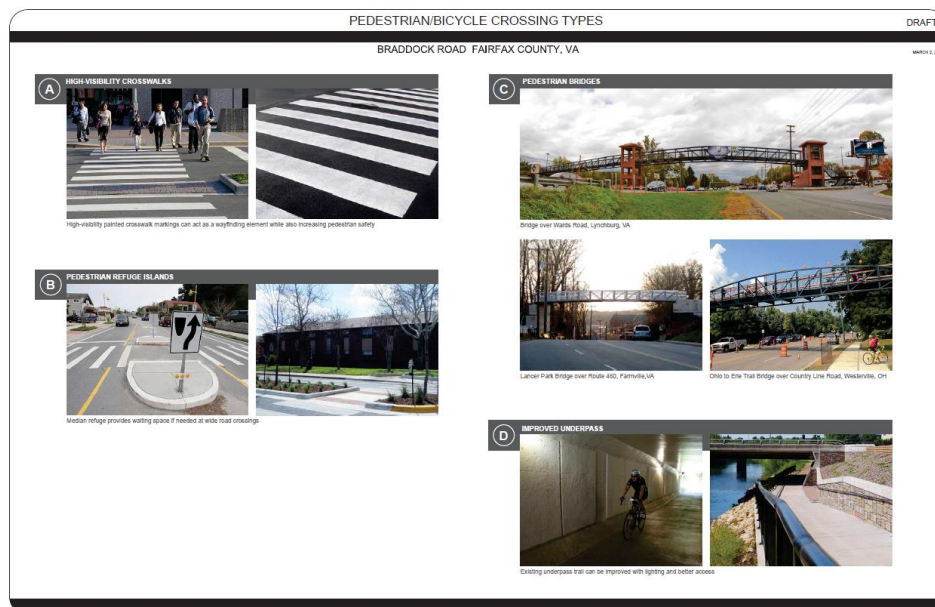 PEDESTRIAN/BICYCLE CROSSING TYPES
DRAFT
BRADDOCK ROAD FAIRFAX COUNTY, VA
MARCH 2,
A
HIGH-VISIBILITY CROSSWALKS
High-visibility painted crosswalk markings can act as a wayfinding element while also increasing pedestrian safety
B
PEDESTRIAN REFUGE ISLANDS
Median refuge provides waiting space if needed at wide road crossings
C
PEDESTRIAN BRIDGES
Bridge over Wards Road, Lynchburg, VA
Lancer Park Bridge over Route 460, Farmville,VA
Ohio to Erie Trail Bridge over Country Line Road, Westerville, OH
D
IMPROVED UNDERPASS
Existing underpass trail can be improved with lighting and better access